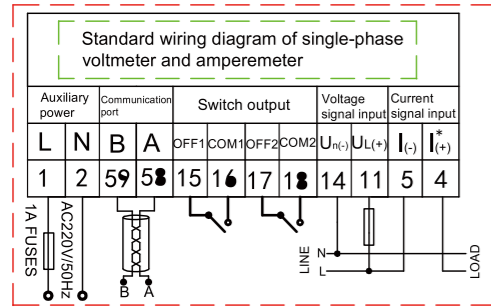 Standard wiring diagram of single-phase
voltmeter and amperemeter
Auxiliary power Communication port Switch output Voltage signal input Current signal input
L N B A OFF1 COM1 OFF2 COM2 Un(-) UL(+) I(-) I*(+)
1 2 59 58 15 16 17 18 14 11 5 4
1A FUSES
AC220V/50Hz
B A
LINE
N
L
LOAD